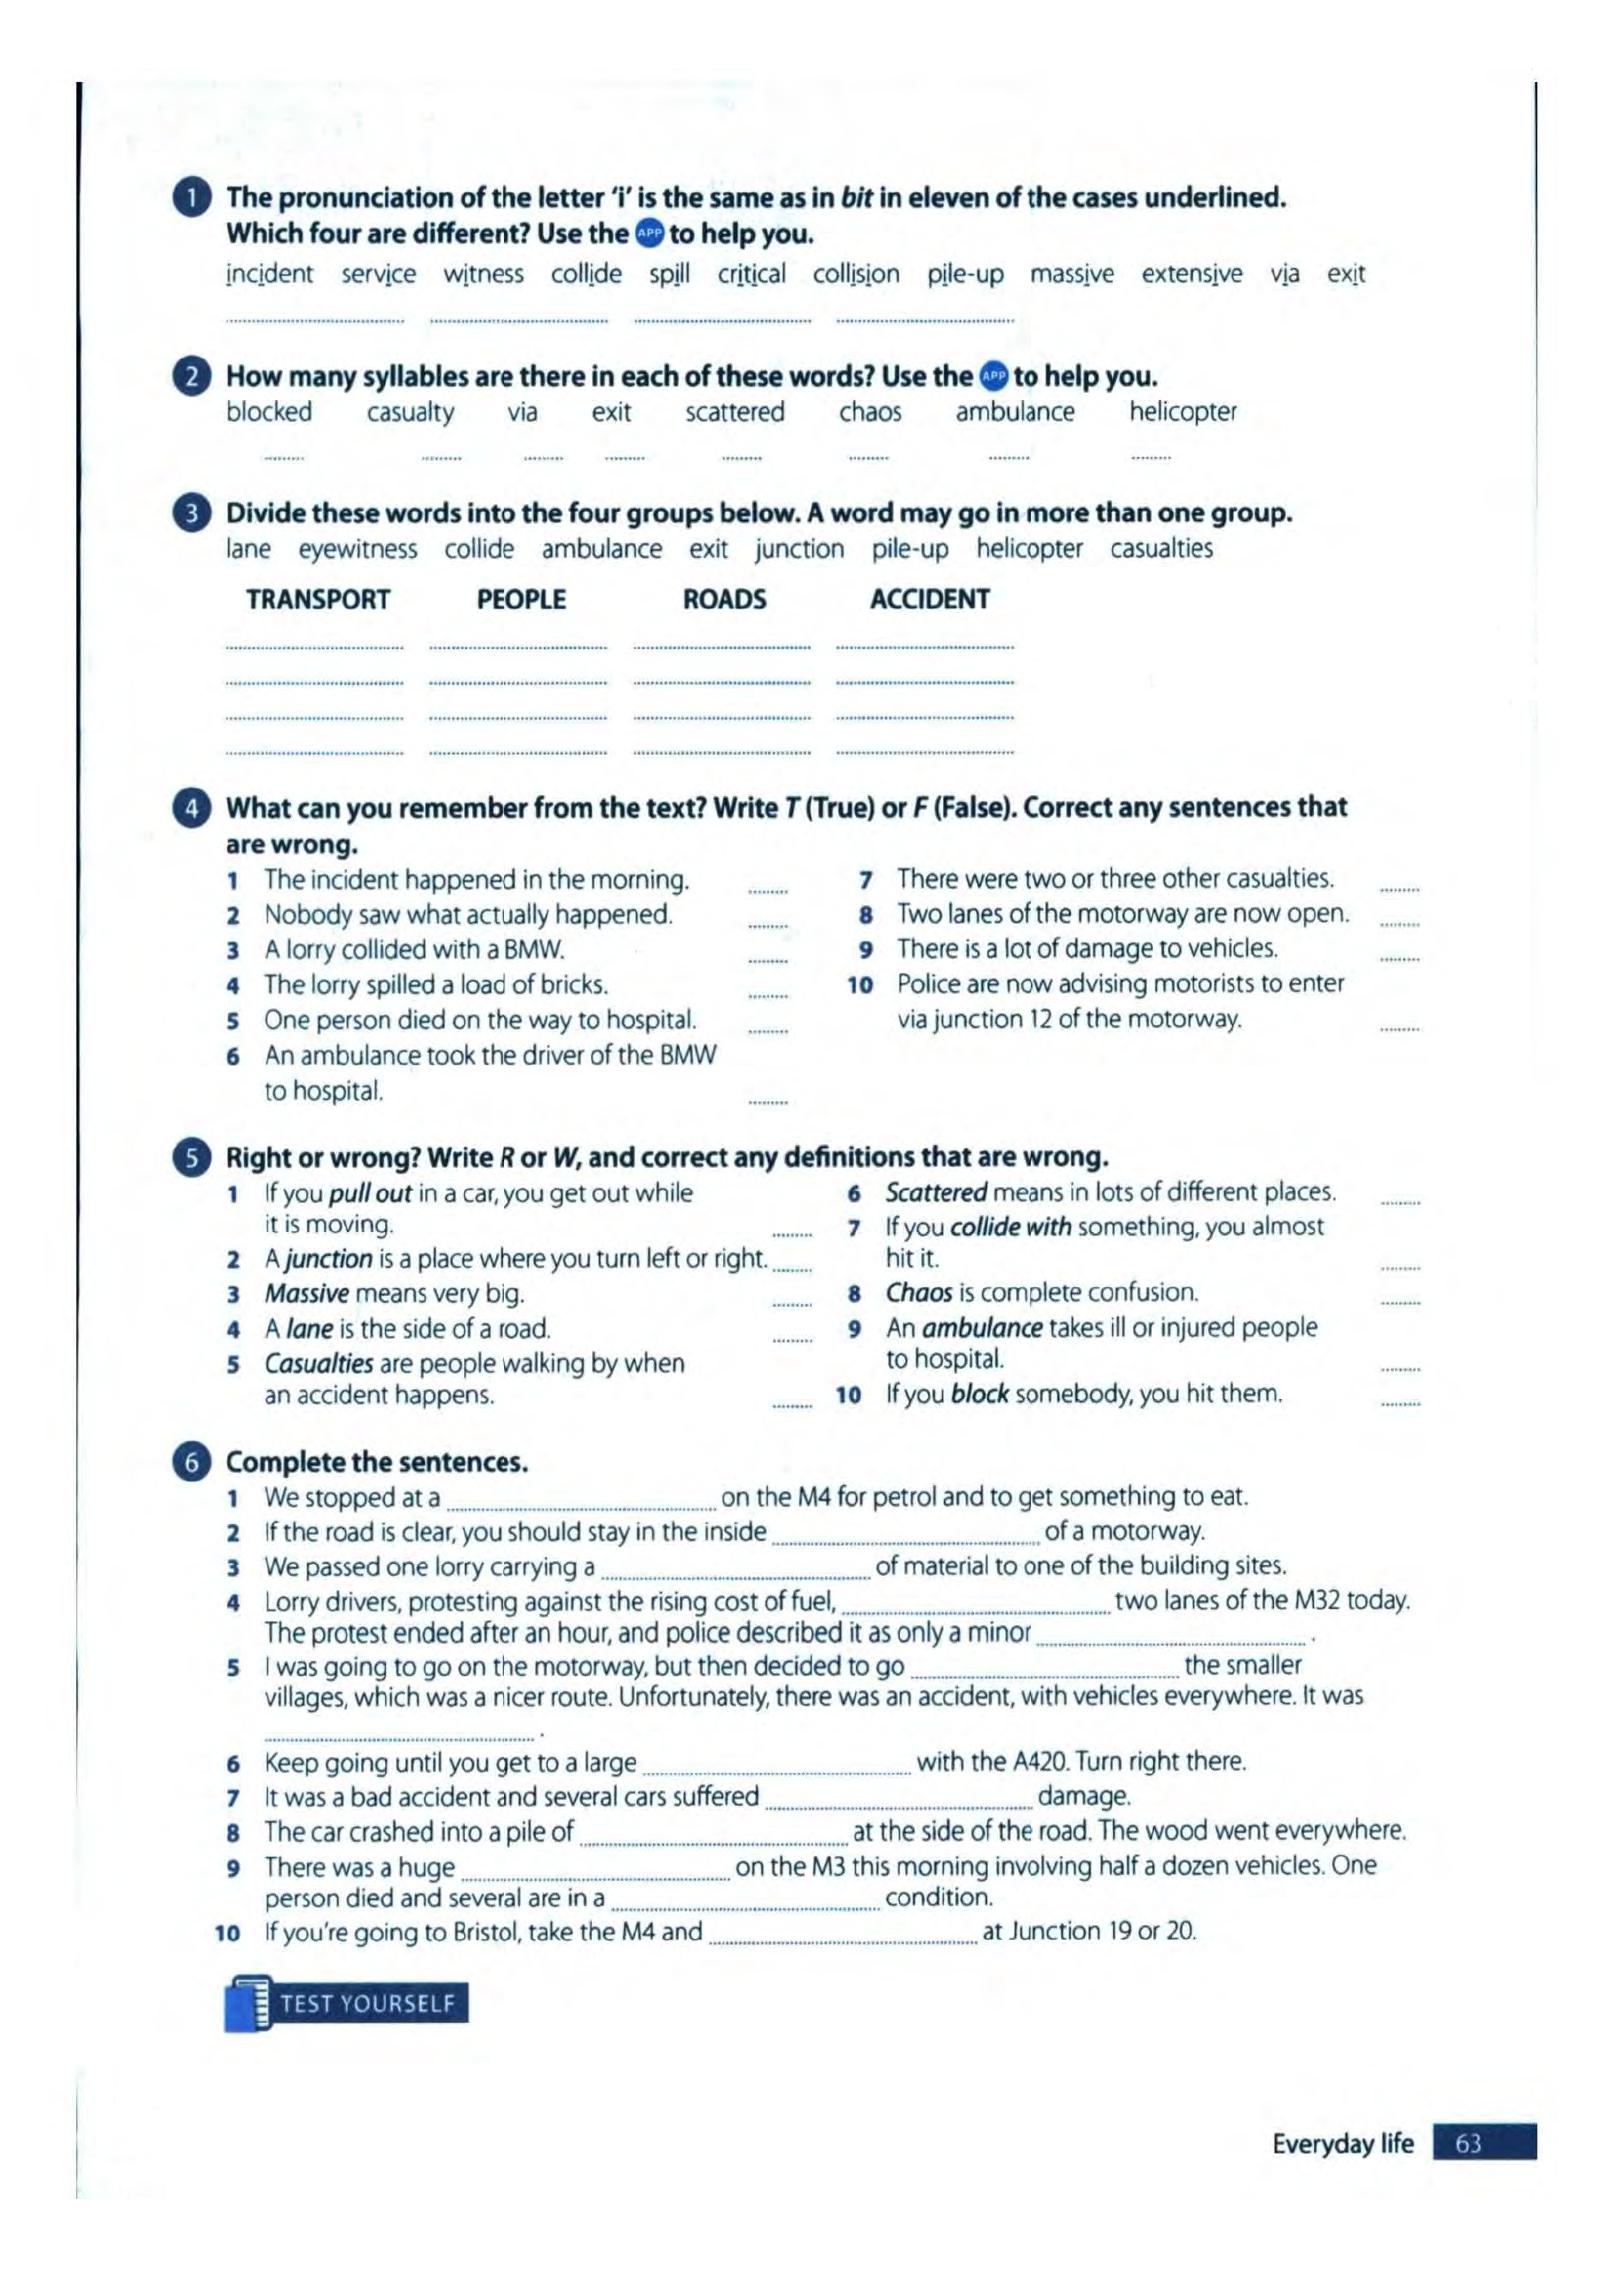 1 The pronunciation of the letter 'i' is the same as in bit in eleven of the cases underlined.
Which four are different? Use the APP to help you.
incident service witness collide spill critical collision pile-up massive extensive via exit
2 How many syllables are there in each of these words? Use the APP to help you.
blocked casualty via exit scattered chaos ambulance helicopter
3 Divide these words into the four groups below. A word may go in more than one group.
lane eyewitness collide ambulance exit junction pile-up helicopter casualties
TRANSPORT PEOPLE ROADS ACCIDENT
4 What can you remember from the text? Write T (True) or F (False). Correct any sentences that
are wrong.
1 The incident happened in the morning.
2 Nobody saw what actually happened.
3 A lorry collided with a BMW.
4 The lorry spilled a load of bricks.
5 One person died on the way to hospital.
6 An ambulance took the driver of the BMW
to hospital.
7 There were two or three other casualties.
8 Two lanes of the motorway are now open.
9 There is a lot of damage to vehicles.
10 Police are now advising motorists to enter
via junction 12 of the motorway.
5 Right or wrong? Write R or W, and correct any definitions that are wrong.
1 If you pull out in a car, you get out while
it is moving.
2 A junction is a place where you turn left or right.
3 Massive means very big.
4 A lane is the side of a road.
5 Casualties are people walking by when
an accident happens.
6 Scattered means in lots of different places.
7 If you collide with something, you almost
hit it.
8 Chaos is complete confusion.
9 An ambulance takes ill or injured people
to hospital.
10 If you block somebody, you hit them.
6 Complete the sentences.
1 We stopped at a on the M4 for petrol and to get something to eat.
2 If the road is clear, you should stay in the inside of a motorway.
3 We passed one lorry carrying a of material to one of the building sites.
4 Lorry drivers, protesting against the rising cost of fuel, two lanes of the M32 today.
The protest ended after an hour, and police described it as only a minor .
5 I was going to go on the motorway, but then decided to go the smaller
villages, which was a nicer route. Unfortunately, there was an accident, with vehicles everywhere. It was
.
6 Keep going until you get to a large with the A420. Turn right there.
7 It was a bad accident and several cars suffered damage.
8 The car crashed into a pile of at the side of the road. The wood went everywhere.
9 There was a huge on the M3 this morning involving half a dozen vehicles. One
person died and several are in a condition.
10 If you're going to Bristol, take the M4 and at Junction 19 or 20.
TEST YOURSELF
Everyday life 63